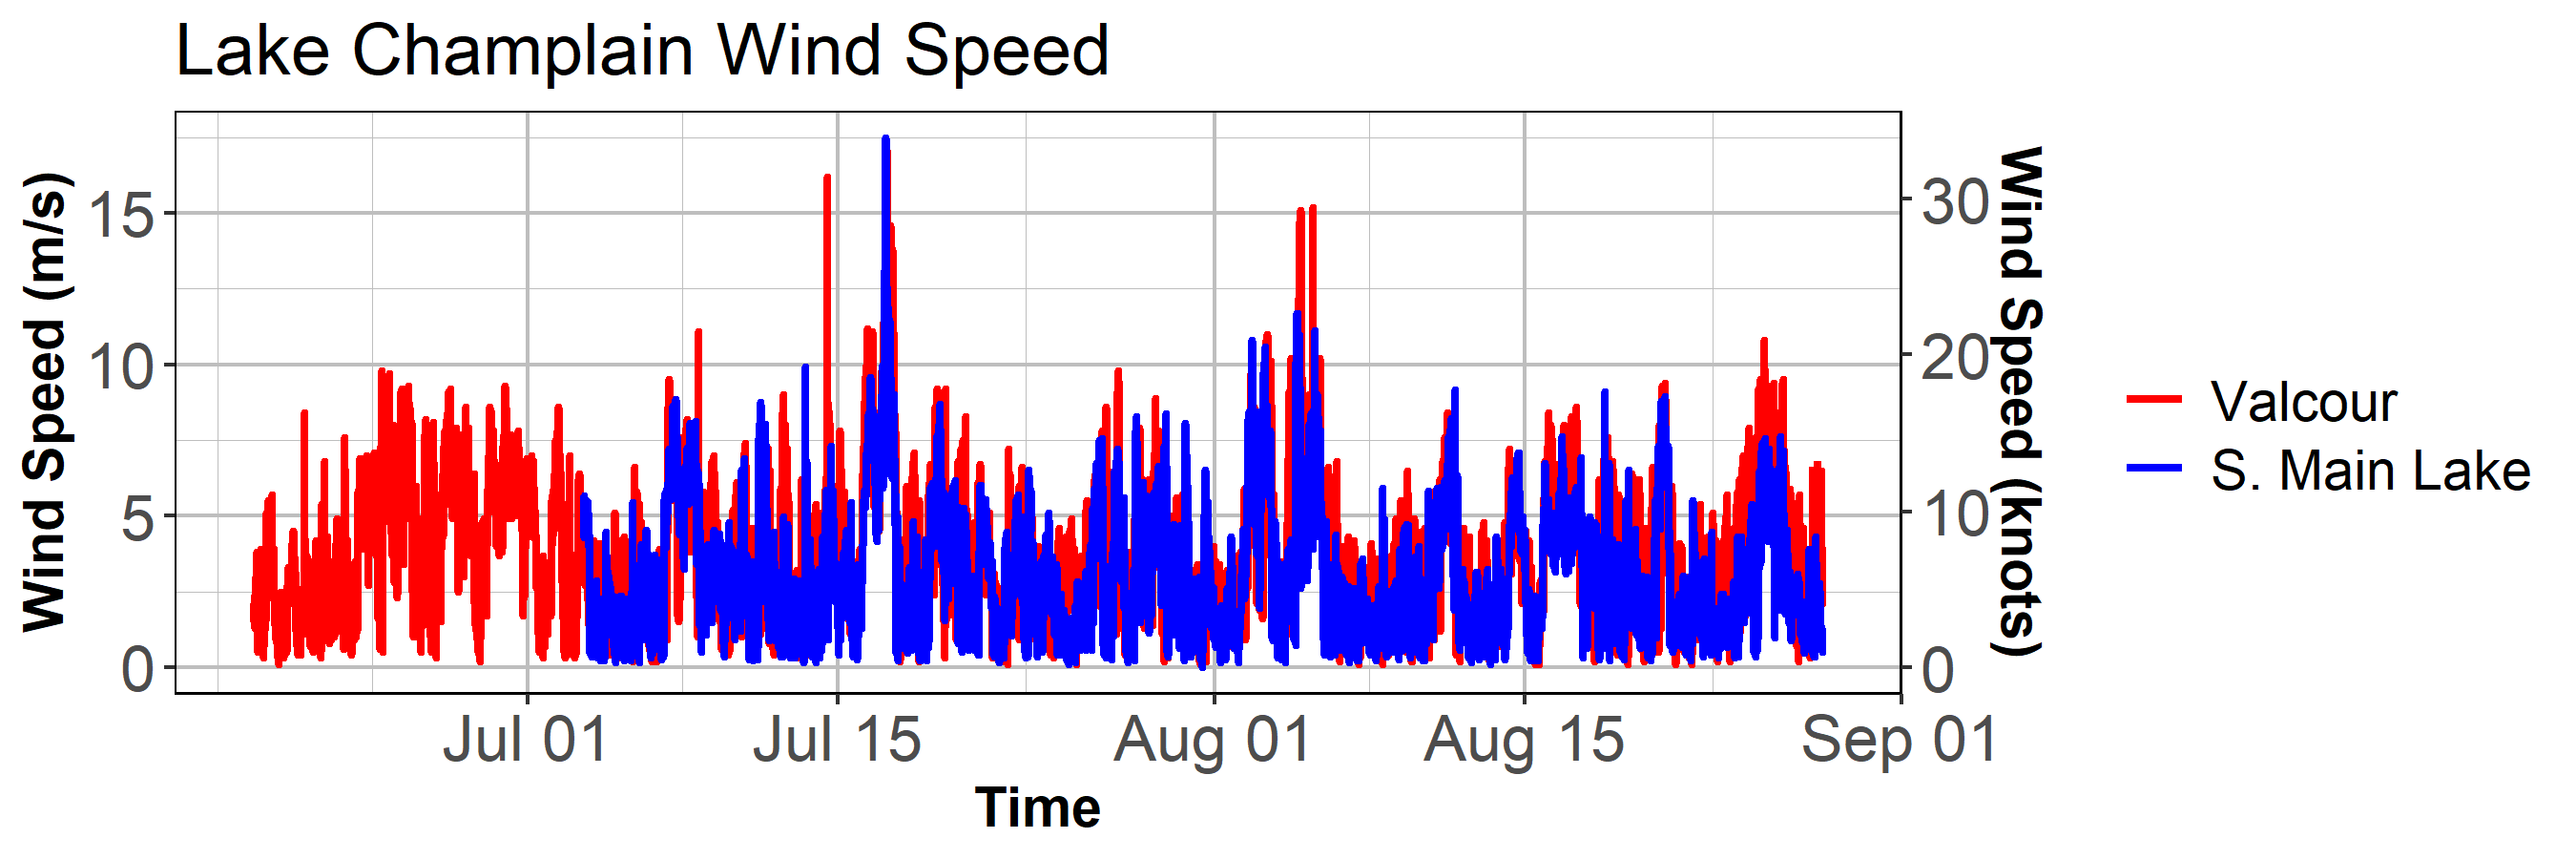 Lake Champlain Wind Speed
Wind Speed (m/s)
15
10
5
0
30
20
10
0
Wind Speed (knots)
Jul 01
Jul 15
Aug 01
Aug 15
Sep 01
Time
Valcour
S. Main Lake